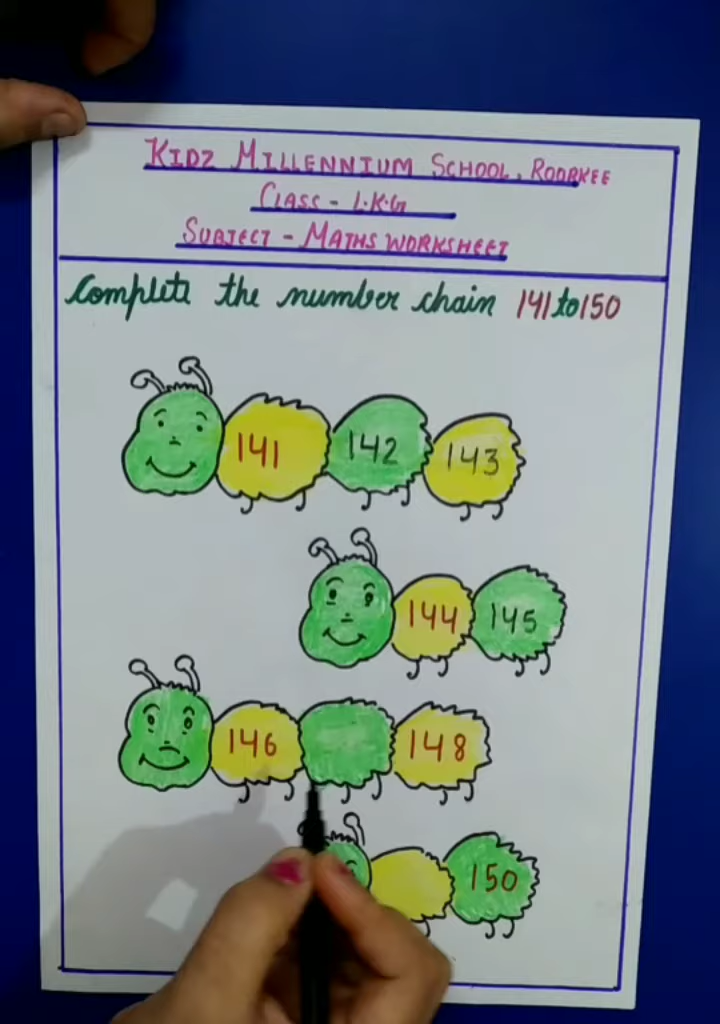 KIDZ MILLENNIUM SCHOOL, ROORKEE
CLASS - L.K.G
SUBJECT - MATHS WORKSHEET
Complete the number chain 141 to 150
141 142 143
144 145
146 148
150